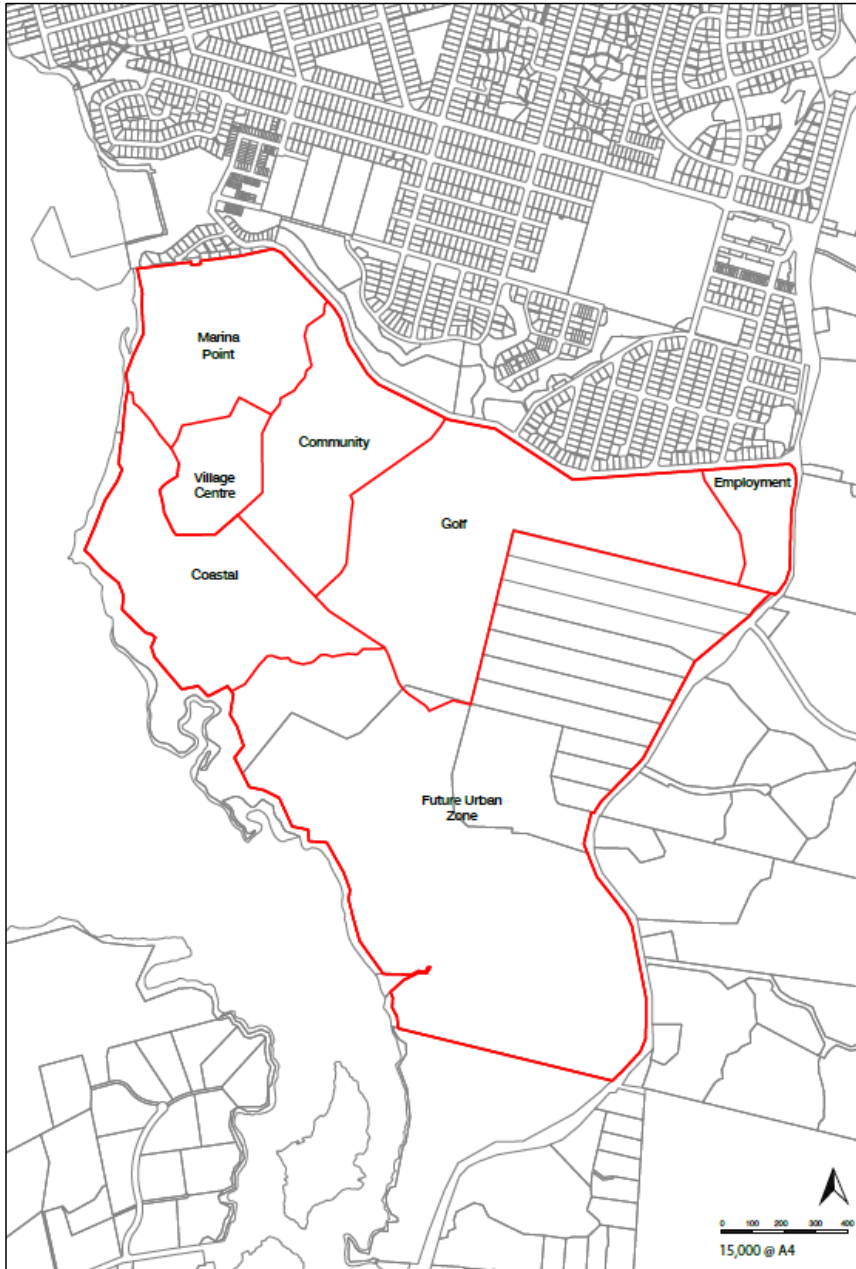 Marina
Point
Community
Village
Centre
Employment
Golf
Coastal
Future Urban
Zone
0 100 200 300 400
15,000 @ A4